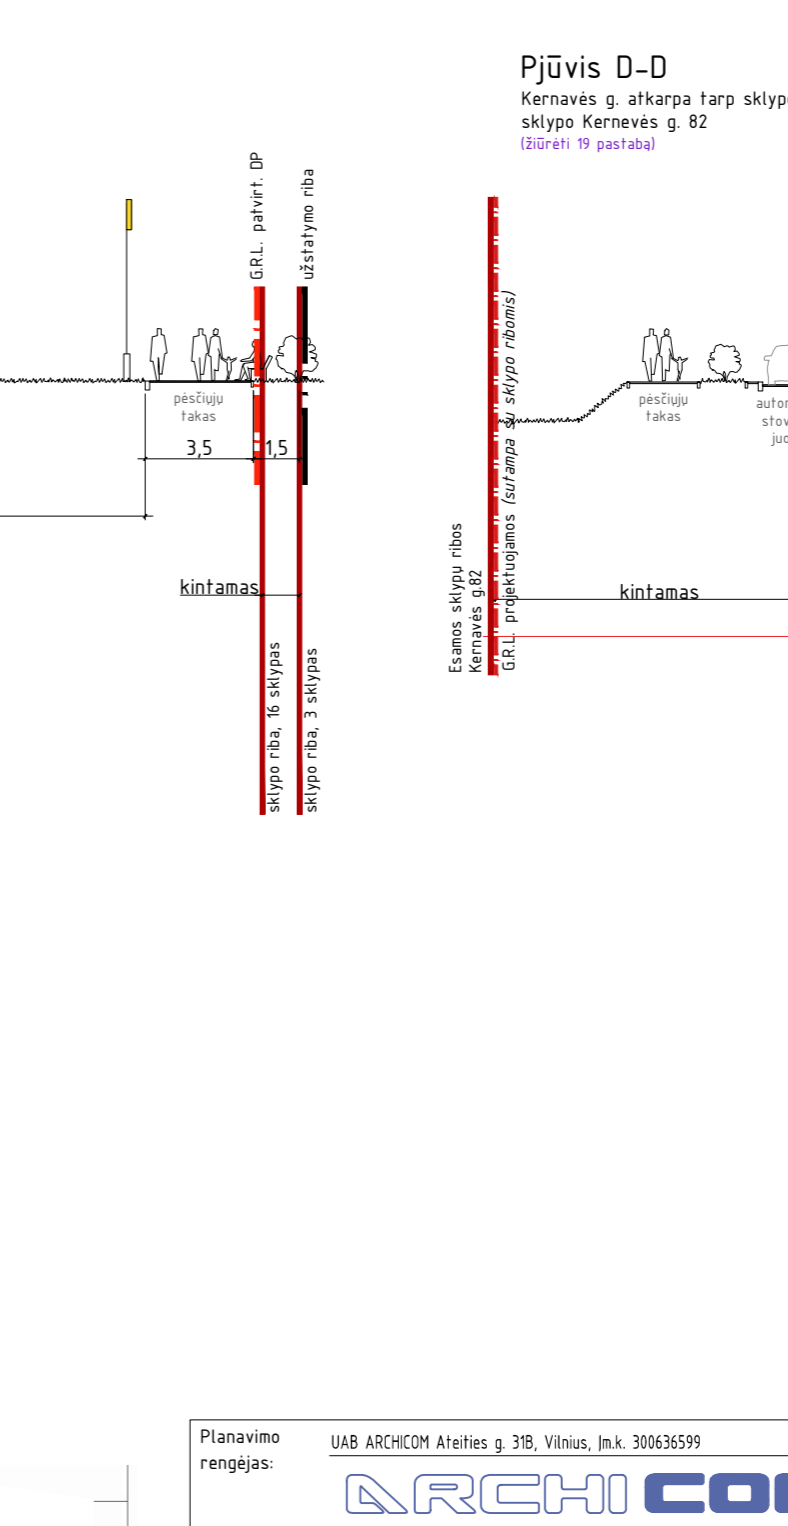 Pjūvis D-D
Kernavės g. atkarpa tarp
sklypo Kernevės g. 82
(žiūrėti 19 pastabą)
G.R.L. patvirt. DP
užstatymo riba
pėsčiųjų
takas
3,5
1,5
kintamas
sklypo riba, 16 sklypas
sklypo riba, 3 sklypas
Esamos sklypų ribos
Kernavės g.82
G.R.L. projektuojamos (sutampa su sklypo ribomis)
pėsčiųjų
takas
kintamas
Planavimo
rengėjas:
UAB ARCHICOM Ateities g. 31B, Vilnius, Įm.k. 300636599
ARCHI